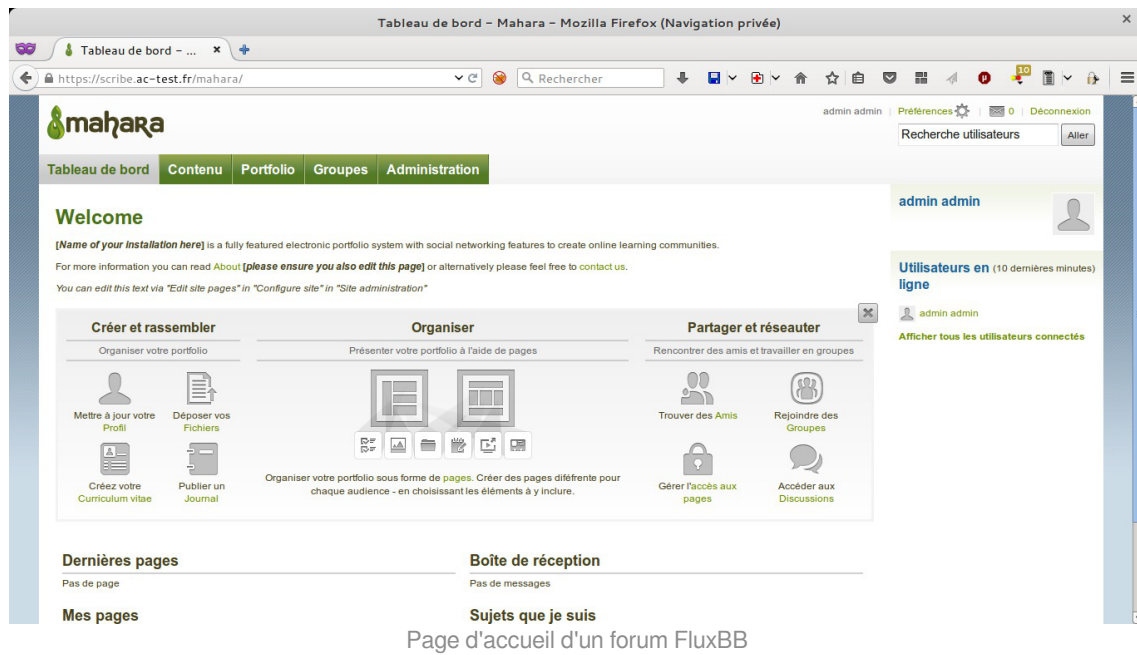 Tableau de bord – Mahara – Mozilla Firefox (Navigation privée)
Tableau de bord – ...
https://scribe.ac-test.fr/mahara/
Rechercher
10
mahara
admin admin | Préférences | 0 | Déconnexion
Recherche utilisateurs Aller
Tableau de bord Contenu Portfolio Groupes Administration
Welcome
[Name of your Installation here] is a fully featured electronic portfolio system with social networking features to create online learning communities.
For more information you can read About [please ensure you also edit this page] or alternatively please feel free to contact us.
You can edit this text via "Edit site pages" in "Configure site" in "Site administration"
admin admin
Utilisateurs en (10 dernières minutes)
ligne
admin admin
Afficher tous les utilisateurs connectés
Créer et rassembler
Organiser votre portfolio
Mettre à jour votre
Profil
Déposer vos
Fichiers
Créez votre
Curriculum vitae
Publier un
Journal
Organiser
Présenter votre portfolio à l'aide de pages
Organiser votre portfolio sous forme de pages. Créer des pages diféfrente pour
chaque audience - en choisissant les éléments à y inclure.
Partager et réseauter
Rencontrer des amis et travailler en groupes
Trouver des Amis
Rejoindre des
Groupes
Gérer l'accès aux
pages
Accéder aux
Discussions
Dernières pages
Pas de page
Boîte de réception
Pas de messages
Mes pages
Sujets que je suis
Page d'accueil d'un forum FluxBB